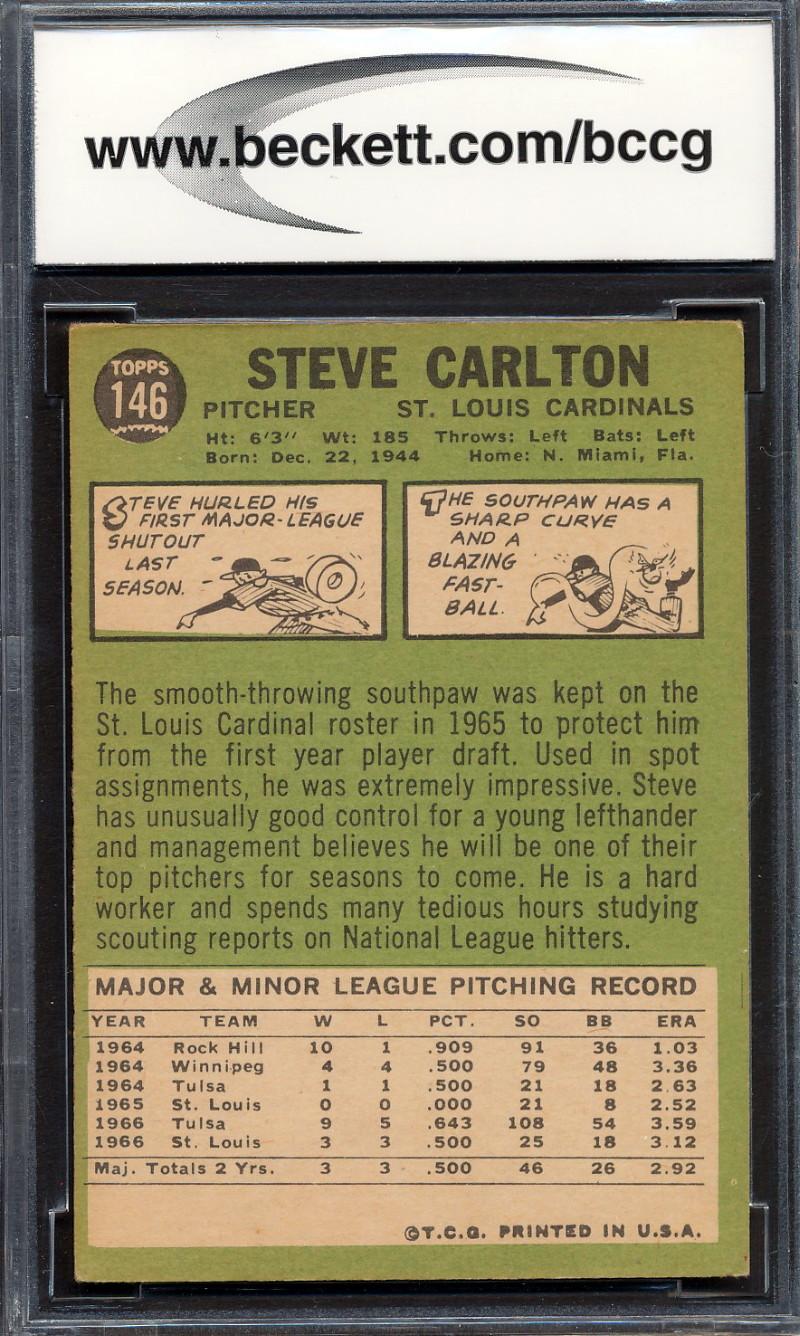 www.beckett.com/bccg
TOPPS
146
STEVE CARLTON
PITCHER ST. LOUIS CARDINALS
Ht: 6'3" Wt: 185 Throws: Left Bats: Left
Born: Dec. 22, 1944 Home: N. Miami, Fla.
STEVE HURLED HIS
FIRST MAJOR-LEAGUE
SHUTOUT
LAST
SEASON.
THE SOUTHPAW HAS A
SHARP CURVE
AND A
BLAZING
FAST-
BALL.
The smooth-throwing southpaw was kept on the
St. Louis Cardinal roster in 1965 to protect him
from the first year player draft. Used in spot
assignments, he was extremely impressive. Steve
has unusually good control for a young lefthander
and management believes he will be one of their
top pitchers for seasons to come. He is a hard
worker and spends many tedious hours studying
scouting reports on National League hitters.
MAJOR & MINOR LEAGUE PITCHING RECORD
YEAR TEAM W L PCT. SO BB ERA
1964 Rock Hill 10 1 .909 91 36 1.03
1964 Winnipeg 4 4 .500 79 48 3.36
1964 Tulsa 1 1 .500 21 18 2.63
1965 St. Louis 0 0 .000 21 8 2.52
1966 Tulsa 9 5 .643 108 54 3.59
1966 St. Louis 3 3 .500 25 18 3.12
Maj. Totals 2 Yrs. 3 3 .500 46 26 2.92
©T.C.G. PRINTED IN U.S.A.